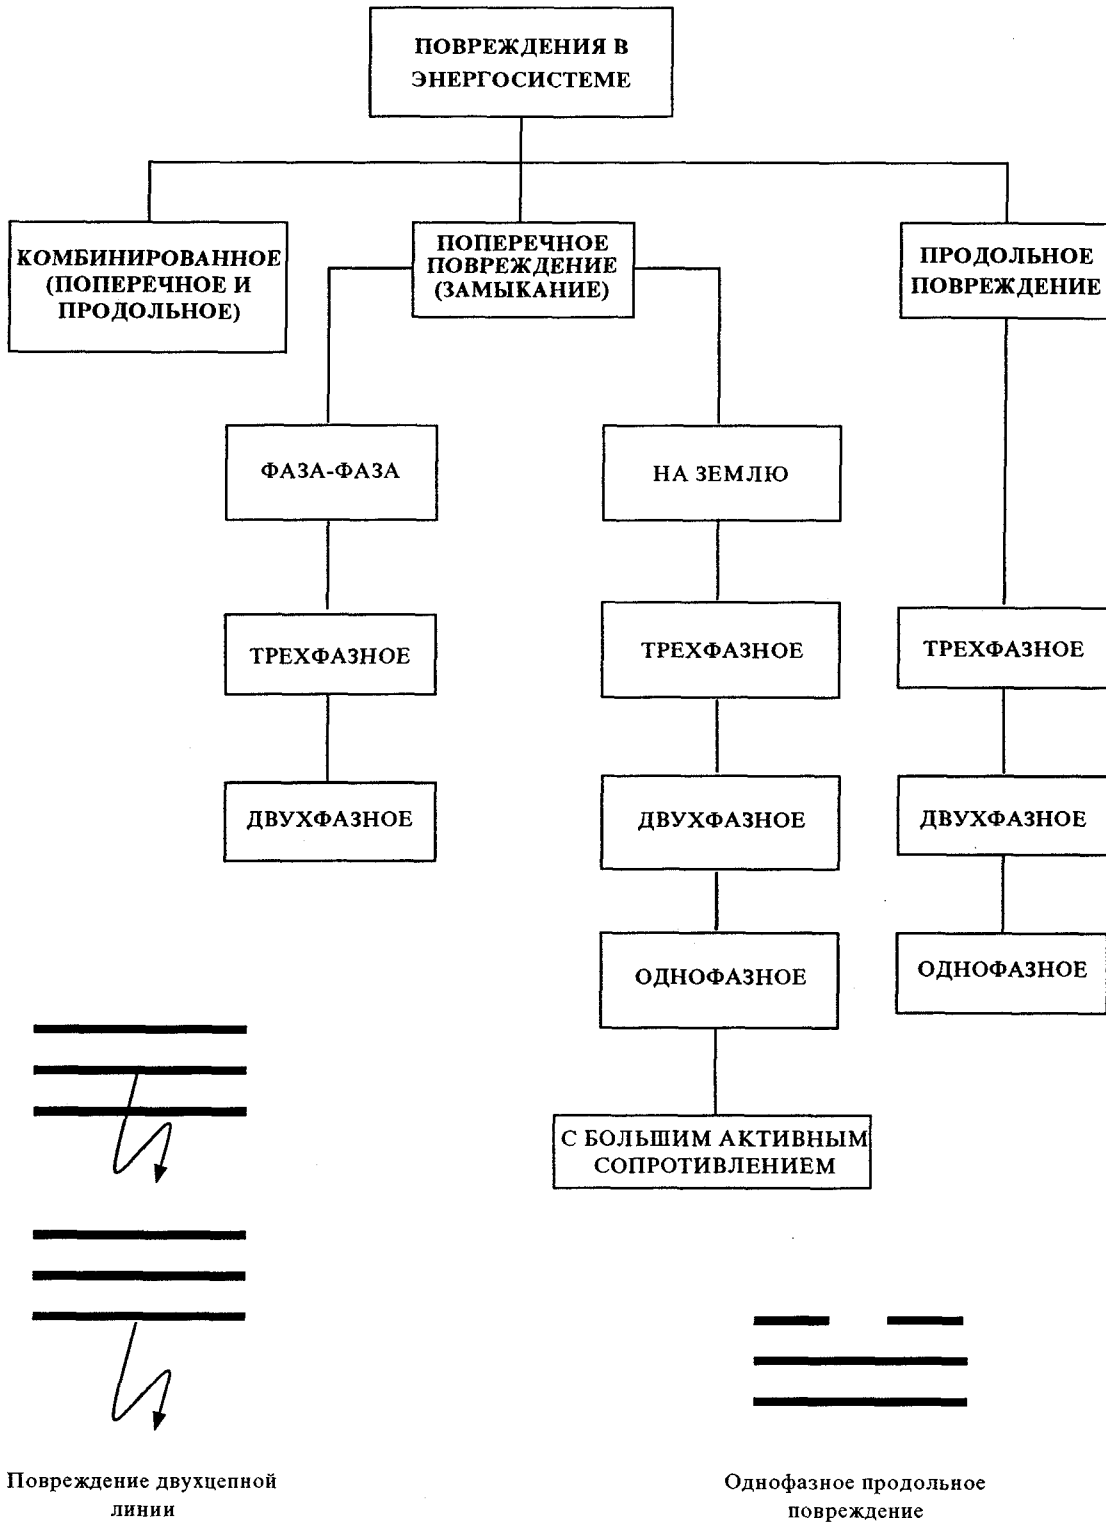 ПОВРЕЖДЕНИЯ В
ЭНЕРГОСИСТЕМЕ
КОМБИНИРОВАННОЕ
(ПОПЕРЕЧНОЕ И
ПРОДОЛЬНОЕ)
ПОПЕРЕЧНОЕ
ПОВРЕЖДЕНИЕ
(ЗАМЫКАНИЕ)
ПРОДОЛЬНОЕ
ПОВРЕЖДЕНИЕ
ФАЗА-ФАЗА
ТРЕХФАЗНОЕ
ДВУХФАЗНОЕ
НА ЗЕМЛЮ
ТРЕХФАЗНОЕ
ДВУХФАЗНОЕ
ОДНОФАЗНОЕ
С БОЛЬШИМ АКТИВНЫМ
СОПРОТИВЛЕНИЕМ
ТРЕХФАЗНОЕ
ДВУХФАЗНОЕ
ОДНОФАЗНОЕ
Повреждение двухцепной
линии
Однофазное продольное
повреждение